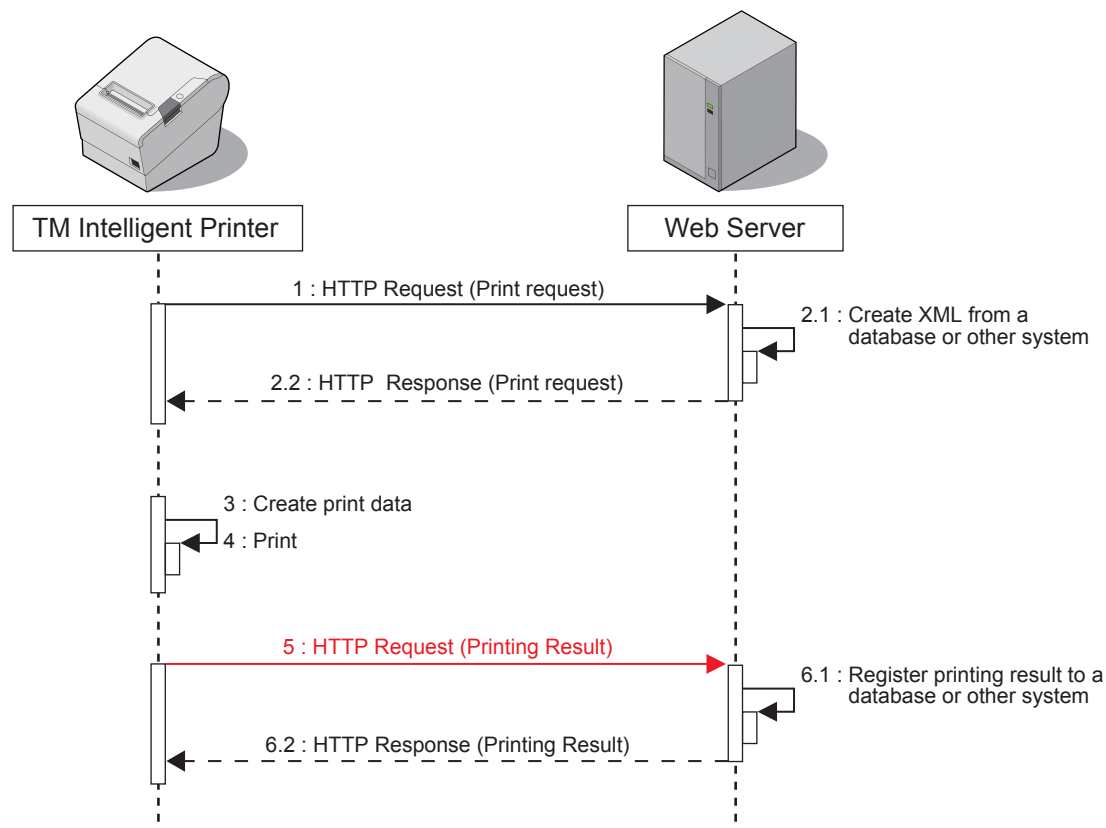 TM Intelligent Printer
Web Server
1 : HTTP Request (Print request)
2.1 : Create XML from a
database or other system
2.2 : HTTP Response (Print request)
3 : Create print data
4 : Print
5 : HTTP Request (Printing Result)
6.1 : Register printing result to a
database or other system
6.2 : HTTP Response (Printing Result)